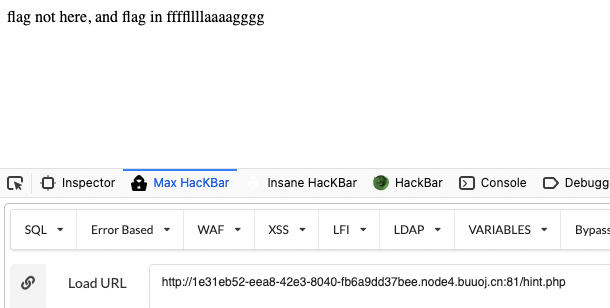 flag not here, and flag in ffffllllaaaagggg
Inspector Max HacKBar Insane HacKBar HackBar Console Debugg
SQL Error Based WAF XSS LFI LDAP VARIABLES Bypass
Load URL http://1e31eb52-eea8-42e3-8040-fb6a9dd37bee.node4.buuoj.cn:81/hint.php